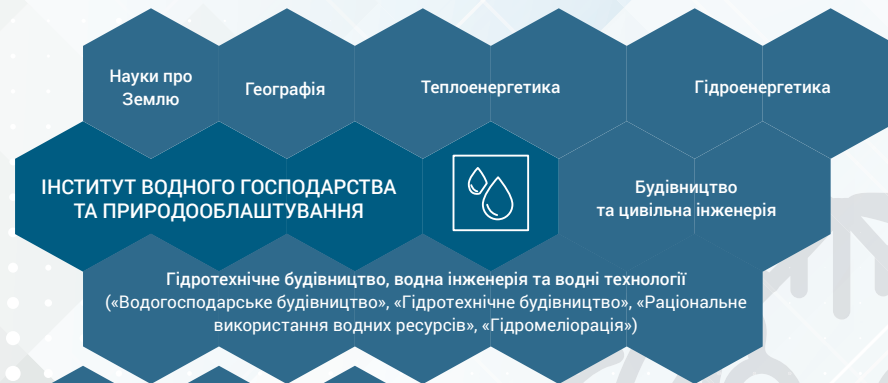 Науки про
Землю
Географія
Теплоенергетика
Гідроенергетика
ІНСТИТУТ ВОДНОГО ГОСПОДАРСТВА
ТА ПРИРОДООБЛАШТУВАННЯ
Будівництво
та цивільна інженерія
Гідротехнічне будівництво, водна інженерія та водні технології
(«Водогосподарське будівництво», «Гідротехнічне будівництво», «Раціональне
використання водних ресурсів», «Гідромеліорація»)